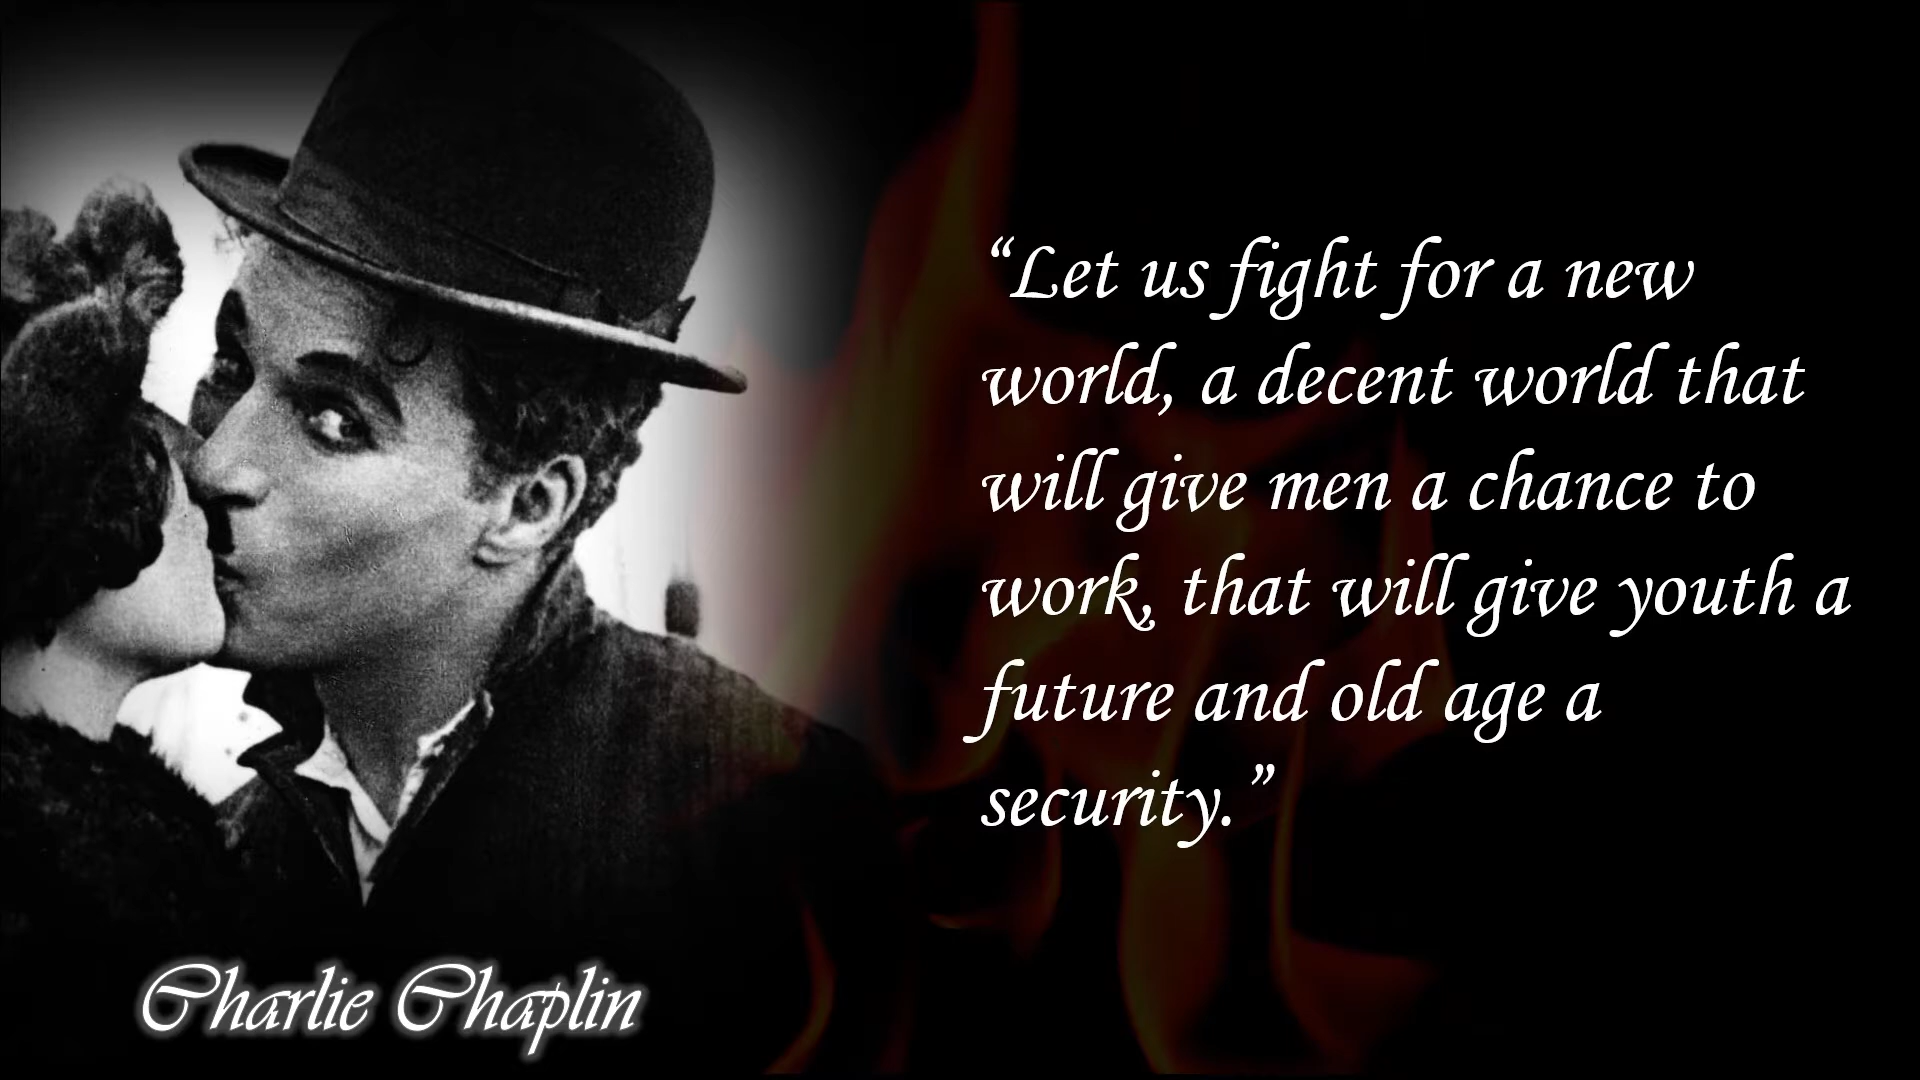 “Let us fight for a new
world, a decent world that
will give men a chance to
work, that will give youth a
future and old age a
security.”
Charlie Chaplin